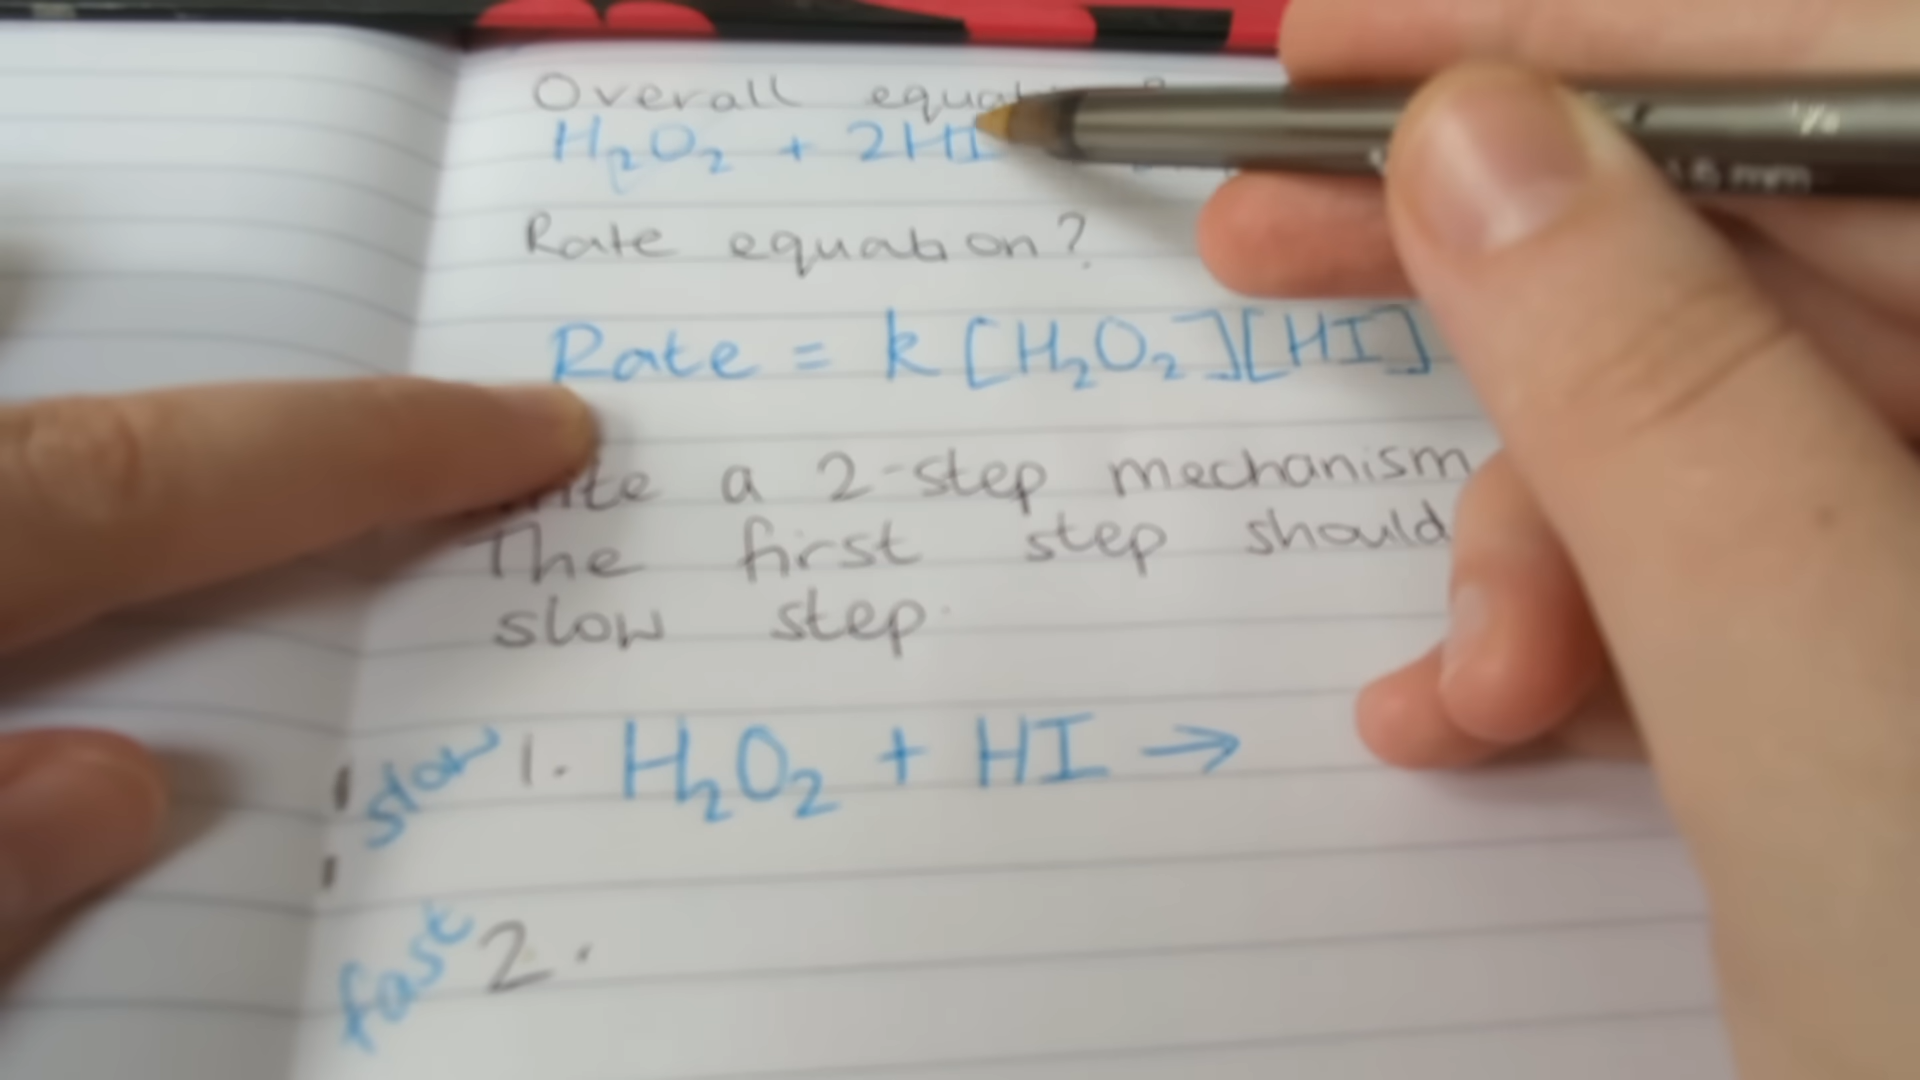 Overall
H₂O₂ + 2HI
Rate equation?
Rate = k[H₂O₂][HI]
a 2-step mechanism
The first step should
slow step.
slow 1. H₂O₂ + HI →
fast 2.